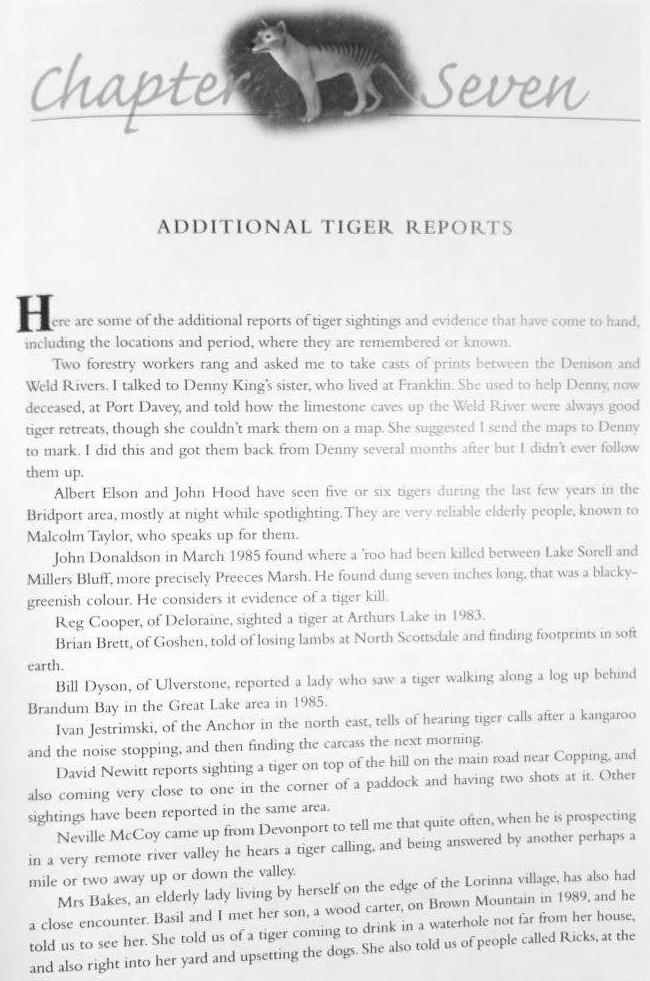 Chapter Seven
ADDITIONAL TIGER REPORTS
Here are some of the additional reports of tiger sightings and evidence that have come to hand,
including the locations and period, where they are remembered or known.
Two forestry workers rang and asked me to take casts of prints between the Denison and
Weld Rivers. I talked to Denny King's sister, who lived at Franklin. She used to help Denny, now
deceased, at Port Davey, and told how the limestone caves up the Weld River were always good
tiger retreats, though she couldn't mark them on a map. She suggested I send the maps to Denny
to mark. I did this and got them back from Denny several months after but I didn't ever follow
them up.
Albert Elson and John Hood have seen five or six tigers during the last few years in the
Bridport area, mostly at night while spotlighting. They are very reliable elderly people, known to
Malcolm Taylor, who speaks up for them.
John Donaldson in March 1985 found where a 'roo had been killed between Lake Sorell and
Millers Bluff, more precisely Preeces Marsh. He found dung seven inches long, that was a blacky-
greenish colour. He considers it evidence of a tiger kill.
Reg Cooper, of Deloraine, sighted a tiger at Arthurs Lake in 1983.
Brian Brett, of Goshen, told of losing lambs at North Scottsdale and finding footprints in soft
earth.
Bill Dyson, of Ulverstone, reported a lady who saw a tiger walking along a log up behind
Brandum Bay in the Great Lake area in 1985.
Ivan Jestrimski, of the Anchor in the north east, tells of hearing tiger calls after a kangaroo
and the noise stopping, and then finding the carcass the next morning.
David Newitt reports sighting a tiger on top of the hill on the main road near Copping, and
also coming very close to one in the corner of a paddock and having two shots at it. Other
sightings have been reported in the same area.
Neville McCoy came up from Devonport to tell me that quite often, when he is prospecting
in a very remote river valley he hears a tiger calling, and being answered by another perhaps a
mile or two away up or down the valley.
Mrs Bakes, an elderly lady living by herself on the edge of the Lorinna village, has also had
a close encounter. Basil and I met her son, a wood carter, on Brown Mountain in 1989, and he
told us to see her. She told us of a tiger coming to drink in a waterhole not far from her house,
and also right into her yard and upsetting the dogs. She also told us of people called Ricks, at the